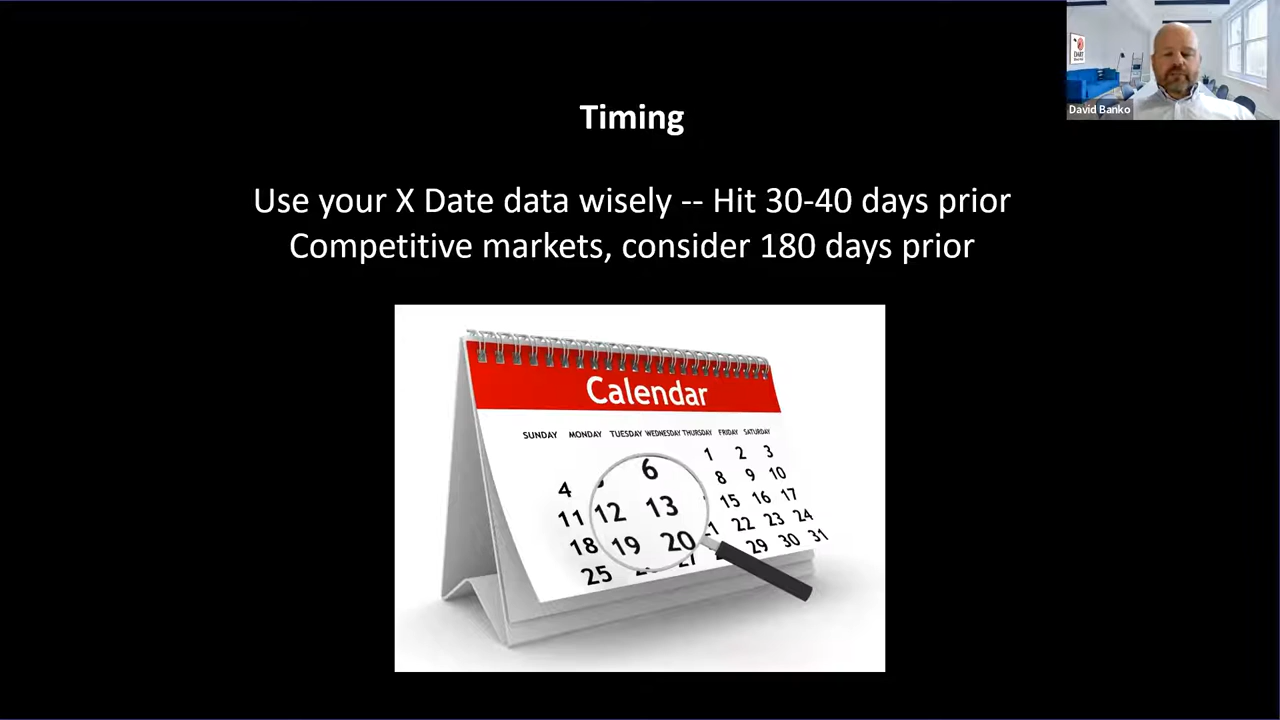 Timing
Use your X Date data wisely -- Hit 30-40 days prior
Competitive markets, consider 180 days prior
David Banko
Calendar
SUNDAY MONDAY TUESDAY WEDNESDAY THURSDAY FRIDAY SATURDAY
1 2 3
4 6 8 9 10
11 12 13 15 16 17
18 19 20 22 23 24
25 27 29 30 31